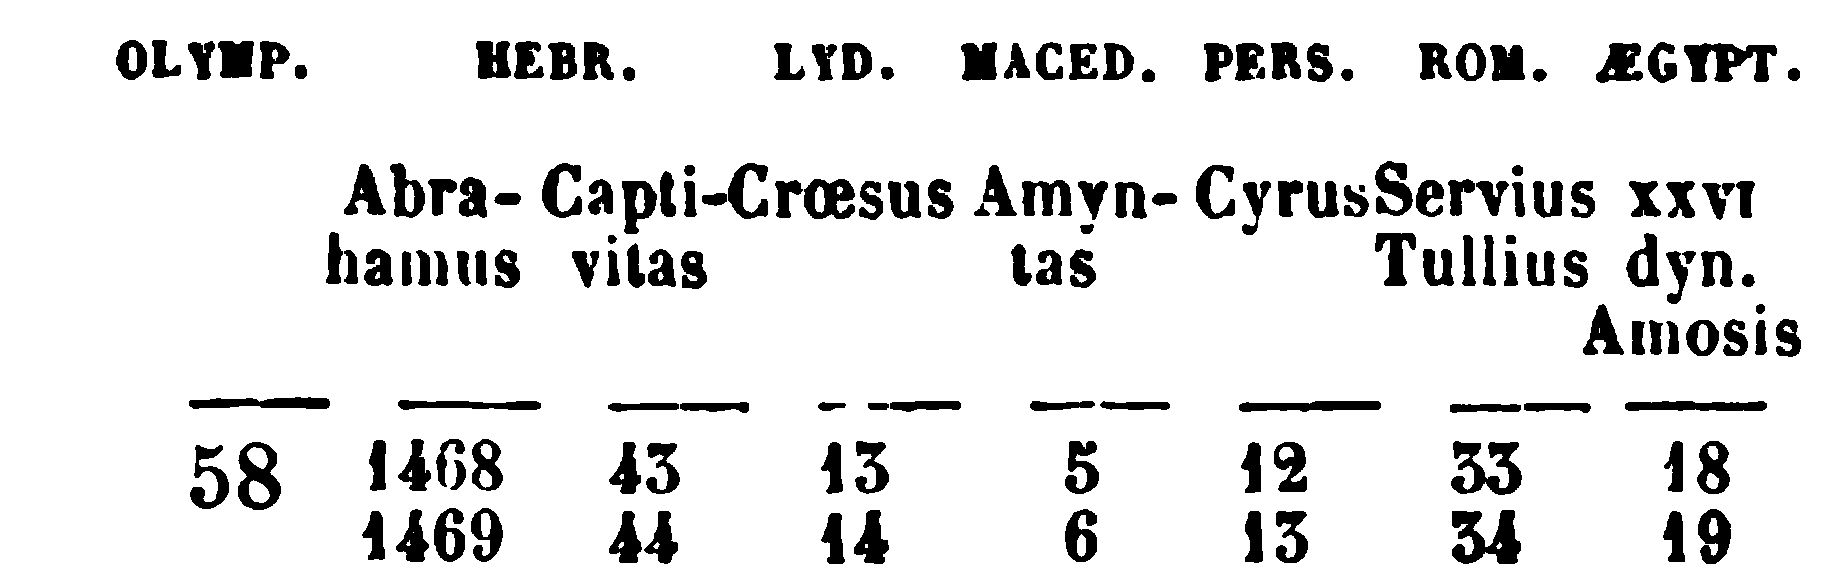 OLYMP. HEBR. LYD. MACED. PERS. ROM. ÆGYPT.
Abra- Capti- Crœsus Amyn- Cyrus Servius XXVI
hamus vitas tas Tullius dyn.
Amosis
58 1468 43 13 5 12 33 18
1469 44 14 6 13 34 19